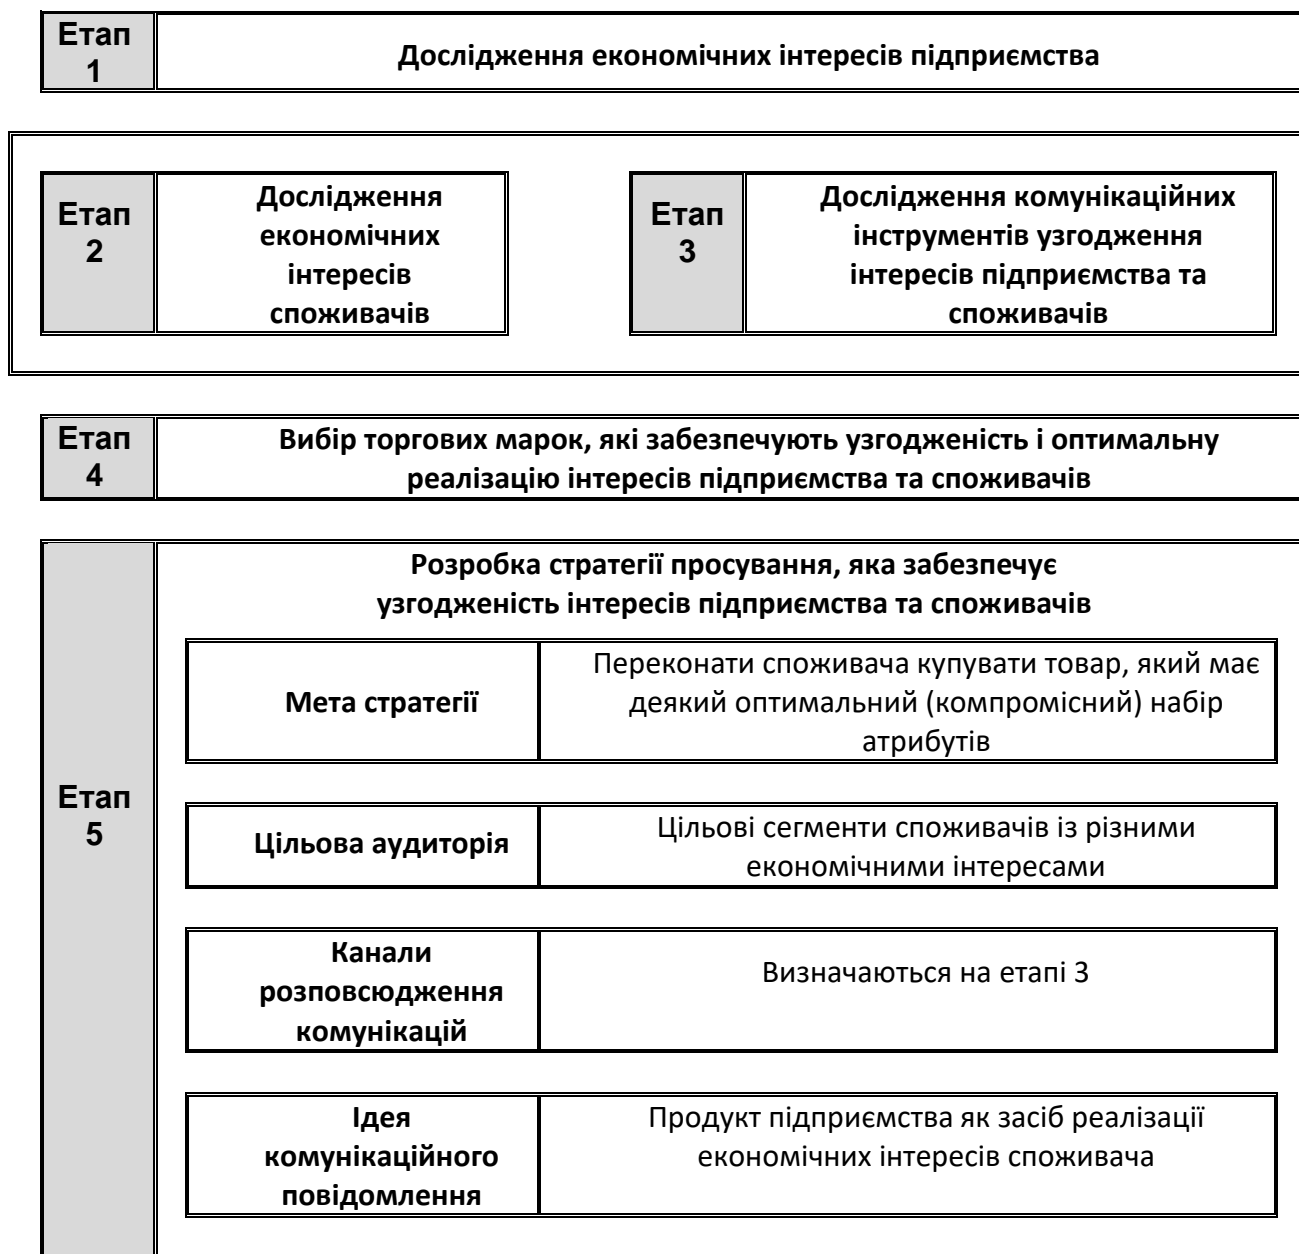 Етап
1
Дослідження економічних інтересів підприємства
Етап
2
Дослідження
економічних
інтересів
споживачів
Етап
3
Дослідження комунікаційних
інструментів узгодження
інтересів підприємства та
споживачів
Етап
4
Вибір торгових марок, які забезпечують узгодженість і оптимальну
реалізацію інтересів підприємства та споживачів
Етап
5
Розробка стратегії просування, яка забезпечує
узгодженість інтересів підприємства та споживачів
Мета стратегії
Переконати споживача купувати товар, який має
деякий оптимальний (компромісний) набір
атрибутів
Цільова аудиторія
Цільові сегменти споживачів із різними
економічними інтересами
Канали
розповсюдження
комунікацій
Визначаються на етапі 3
Ідея
комунікаційного
повідомлення
Продукт підприємства як засіб реалізації
економічних інтересів споживача